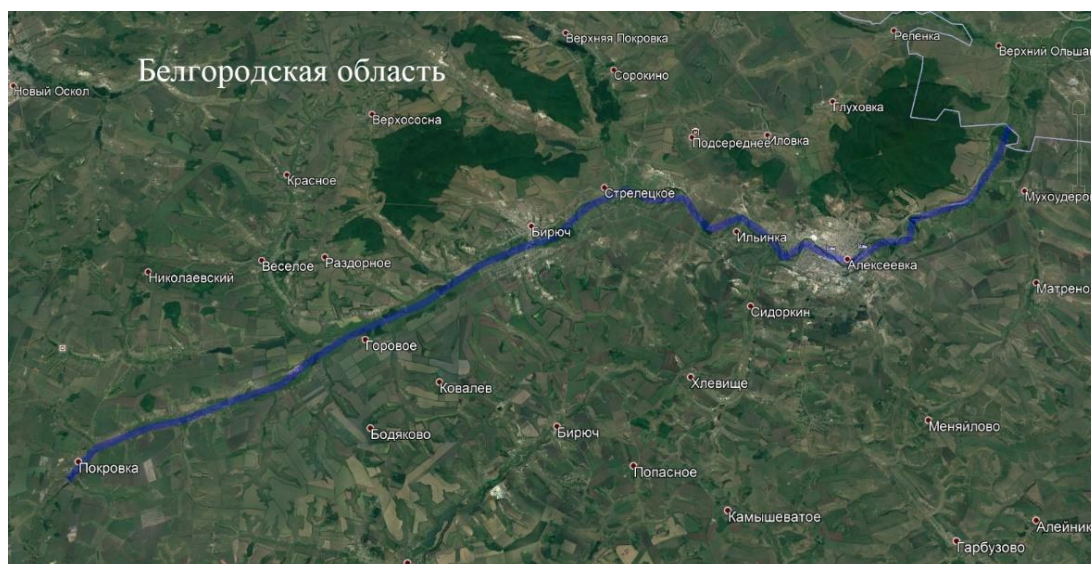 Верхняя Покровка
Репенка
Верхний Ольшан
Белгородская область
Сорокино
Новый Оскол
Верхососна
Глуховка
Подсереднее
Иловка
Красное
Стрелецкое
Мухоудеров
Бирюч
Ильинка
Николаевский
Веселое
Раздорное
Алексеевка
Матрено
Сидоркин
Горовое
Ковалев
Хлевище
Бодяково
Бирюч
Меняйлово
Покровка
Попасное
Камышеватое
Алейник
Гарбузово